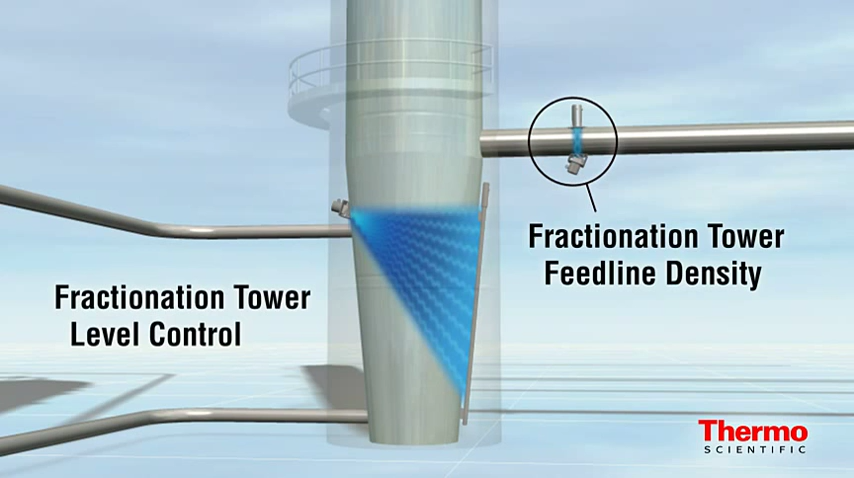 Fractionation Tower
Feedline Density
Fractionation Tower
Level Control
Thermo
SCIENTIFIC